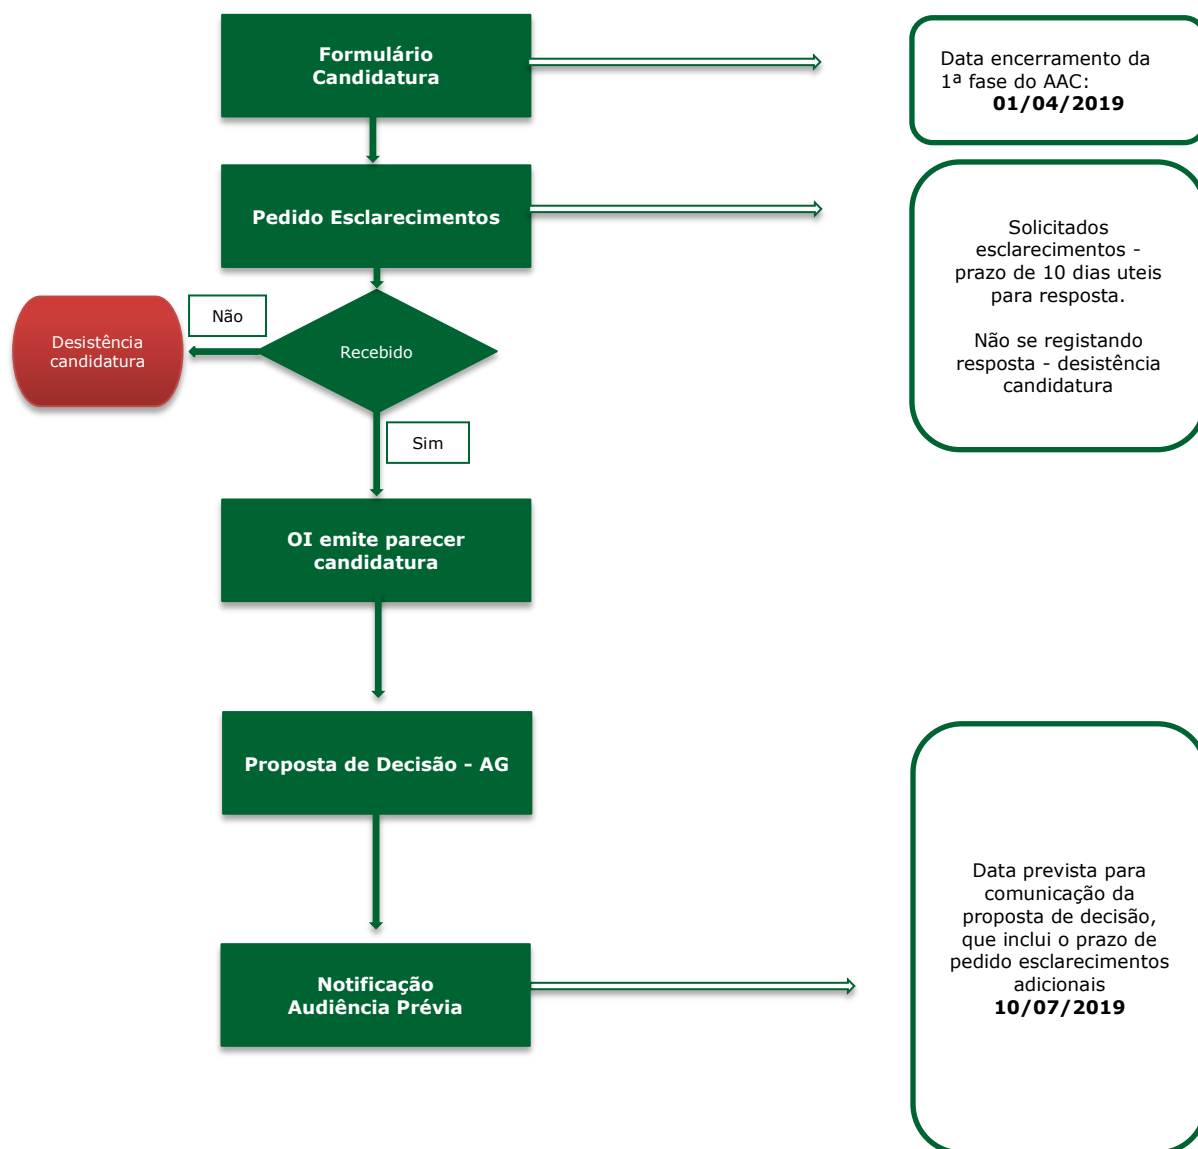 Formulário
Candidatura
Data encerramento da
1ª fase do AAC:
01/04/2019
Pedido Esclarecimentos
Solicitados
esclarecimentos -
prazo de 10 dias uteis
para resposta.
Não se registando
resposta - desistência
candidatura
Não
Desistência
candidatura
Recebido
Sim
OI emite parecer
candidatura
Proposta de Decisão - AG
Notificação
Audiência Prévia
Data prevista para
comunicação da
proposta de decisão,
que inclui o prazo de
pedido esclarecimentos
adicionais
10/07/2019